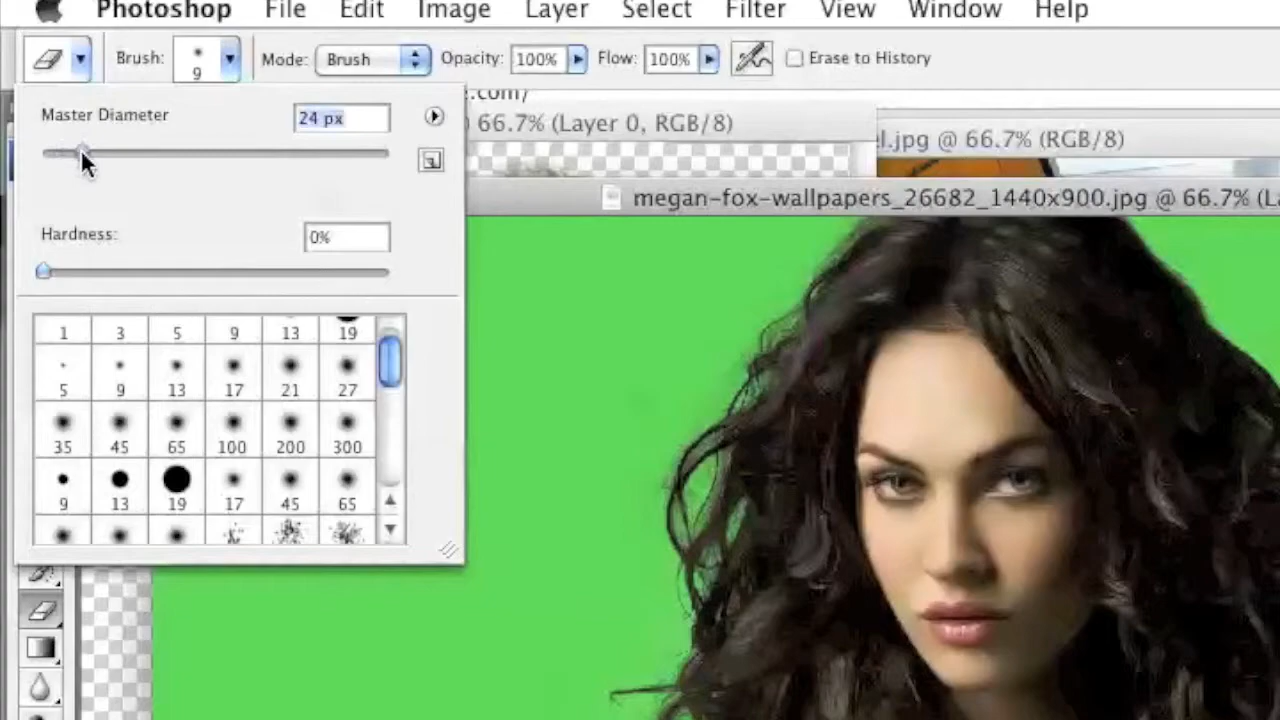 Photoshop File Edit Image Layer Select Filter View Window Help
Brush: 9 Mode: Brush Opacity: 100% Flow: 100% Erase to History
.com/
Master Diameter 24 px
@ 66.7% (Layer 0, RGB/8)
el.jpg @ 66.7% (RGB/8)
megan-fox-wallpapers_26682_1440x900.jpg @ 66.7% (L
Hardness: 0%
1 3 5 9 13 19
5 9 13 17 21 27
35 45 65 100 200 300
9 13 19 17 45 65